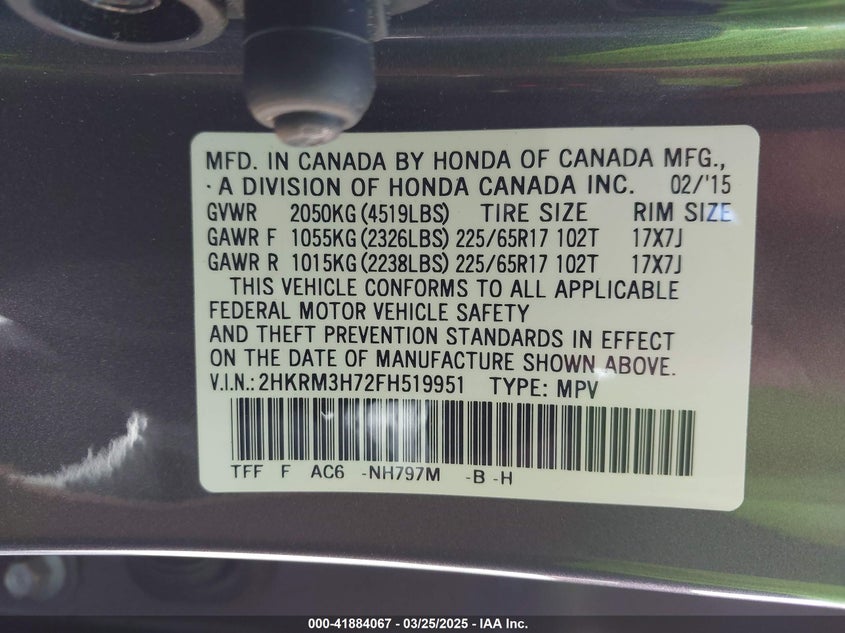 MFD. IN CANADA BY HONDA OF CANADA MFG.,
·A DIVISION OF HONDA CANADA INC. 02/'15
GVWR 2050KG (4519LBS) TIRE SIZE RIM SIZE
GAWR F 1055KG (2326LBS) 225/65R17 102T 17X7J
GAWR R 1015KG (2238LBS) 225/65R17 102T 17X7J
THIS VEHICLE CONFORMS TO ALL APPLICABLE
FEDERAL MOTOR VEHICLE SAFETY
AND THEFT PREVENTION STANDARDS IN EFFECT
ON THE DATE OF MANUFACTURE SHOWN ABOVE.
V.I.N.: 2HKRM3H72FH519951 TYPE: MPV
TFF F AC6 -NH797M -B -H
000-41884067 - 03/25/2025 - IAA Inc.